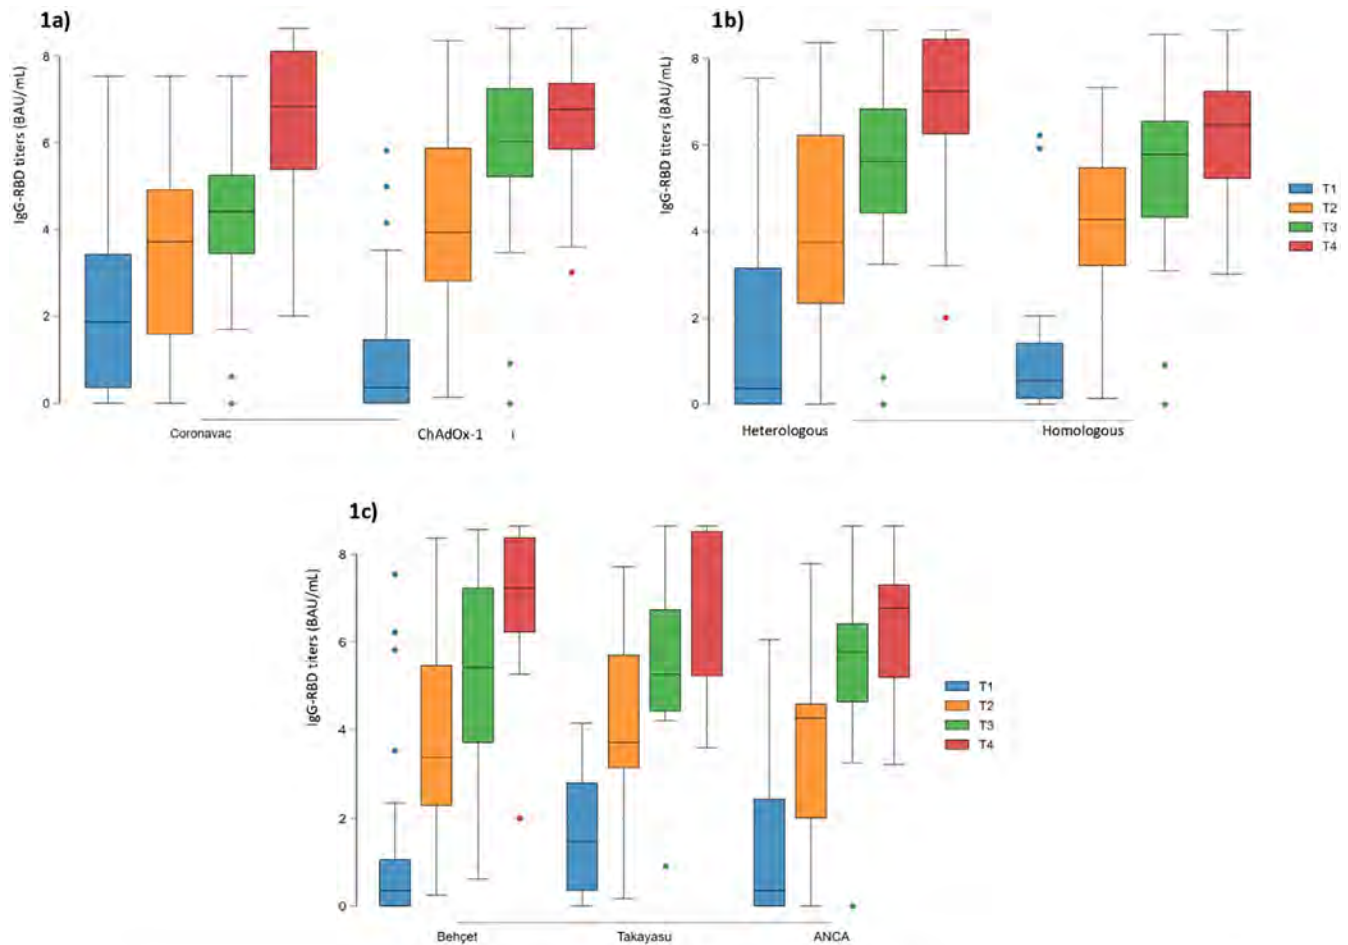 1a)
IgG-RBD titers (BAU/mL)
8
6
4
2
0
Coronavac
ChAdOx-1
1b)
IgG-RBD titers (BAU/mL)
8
6
4
2
0
Heterologous
Homologous
T1
T2
T3
T4
1c)
IgG-RBD titers (BAU/mL)
8
6
4
2
0
Behçet
Takayasu
ANCA
T1
T2
T3
T4